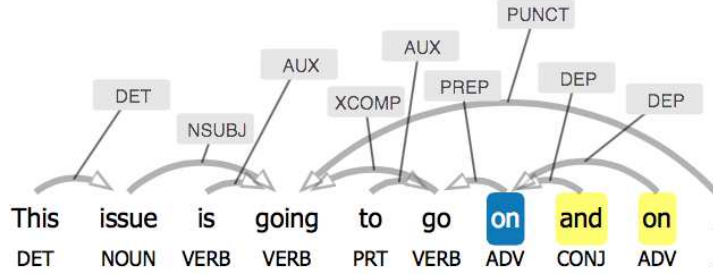 PUNCT
AUX
AUX
DET
PREP
DEP
DEP
XCOMP
NSUBJ
This issue is going to go on and on
DET NOUN VERB VERB PRT VERB ADV CONJ ADV